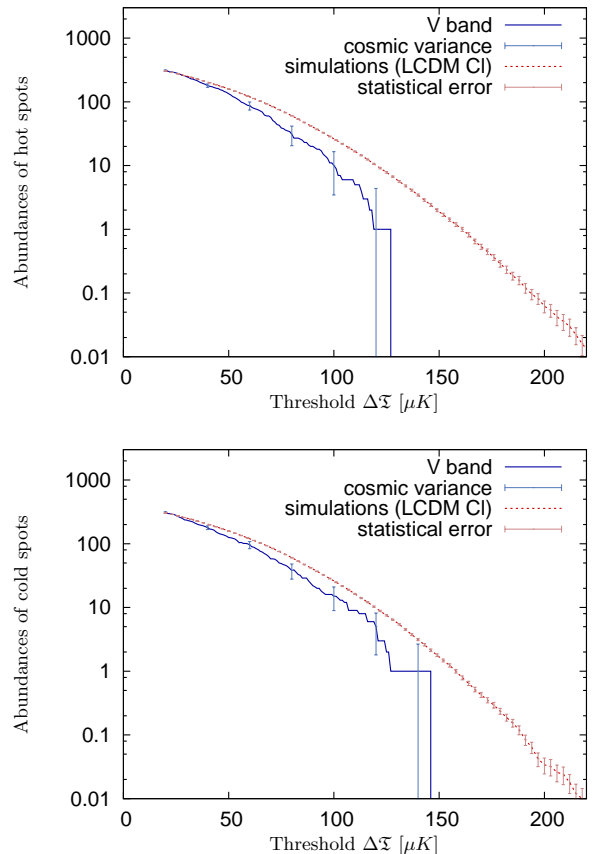 1000
100
10
1
0.1
0.01
Abundances of hot spots
V band
cosmic variance
simulations (LCDM Cl)
statistical error
0 50 100 150 200
Threshold Δ𝔗 [μK]
1000
100
10
1
0.1
0.01
Abundances of cold spots
V band
cosmic variance
simulations (LCDM Cl)
statistical error
0 50 100 150 200
Threshold Δ𝔗 [μK]